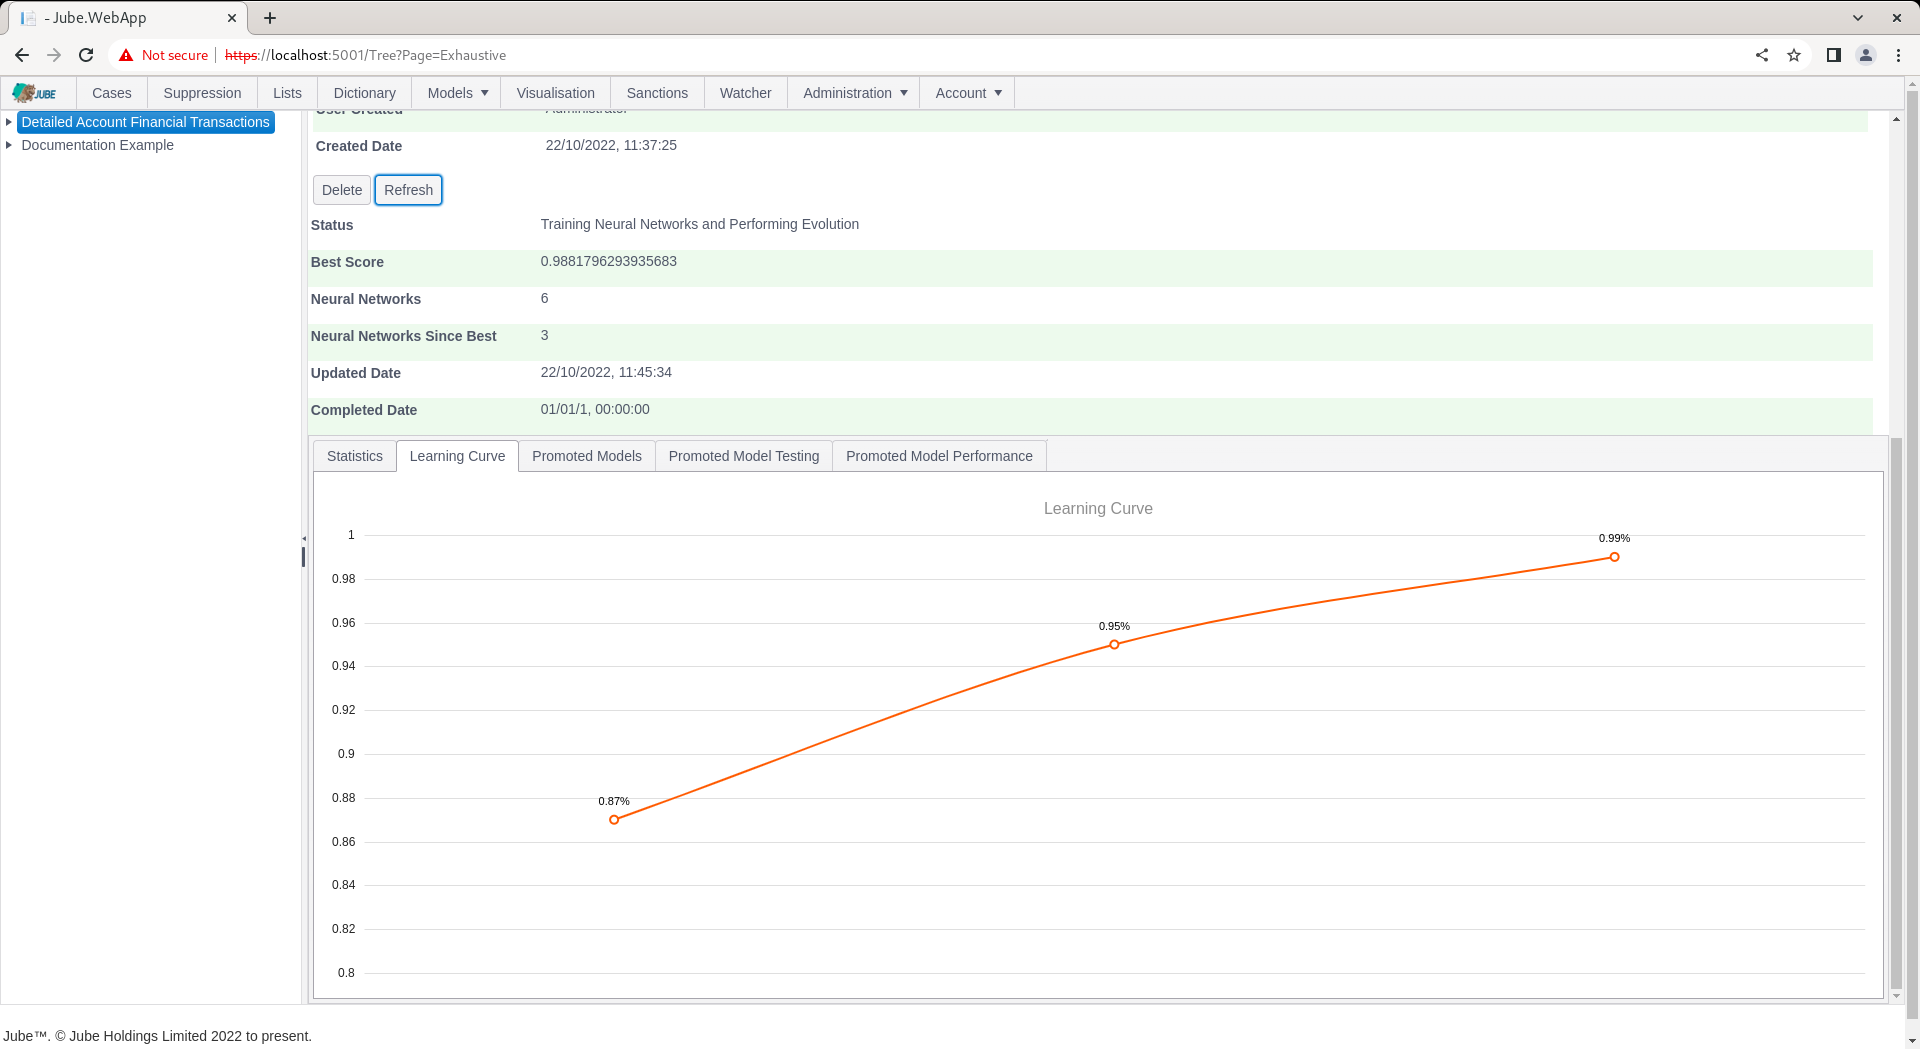 - Jube.WebApp
Not secure https://localhost:5001/Tree?Page=Exhaustive
JUBE Cases Suppression Lists Dictionary Models Visualisation Sanctions Watcher Administration Account
Detailed Account Financial Transactions
Documentation Example
User Created Administrator
Created Date 22/10/2022, 11:37:25
Delete Refresh
Status Training Neural Networks and Performing Evolution
Best Score 0.9881796293935683
Neural Networks 6
Neural Networks Since Best 3
Updated Date 22/10/2022, 11:45:34
Completed Date 01/01/1, 00:00:00
Statistics Learning Curve Promoted Models Promoted Model Testing Promoted Model Performance
Learning Curve
1
0.99%
0.98
0.96
0.95%
0.94
0.92
0.9
0.88
0.87%
0.86
0.84
0.82
0.8
Jube™. © Jube Holdings Limited 2022 to present.